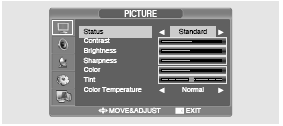 PICTURE
Status Standard
Contrast
Brightness
Sharpness
Color
Tint
Color Temperature Normal
MOVE&ADJUST EXIT